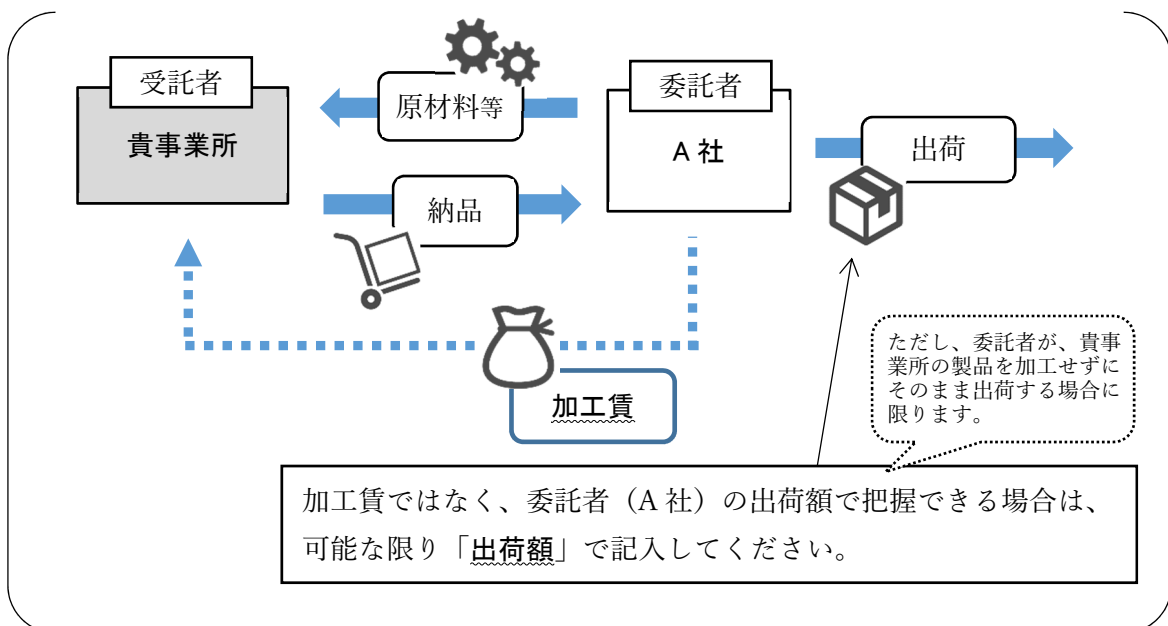 受託者
貴事業所
原材料等
納品
委託者
A 社
出荷
加工賃
ただし、委託者が、貴事
業所の製品を加工せずに
そのまま出荷する場合に
限ります。
加工賃ではなく、委託者（A 社）の出荷額で把握できる場合は、
可能な限り「出荷額」で記入してください。